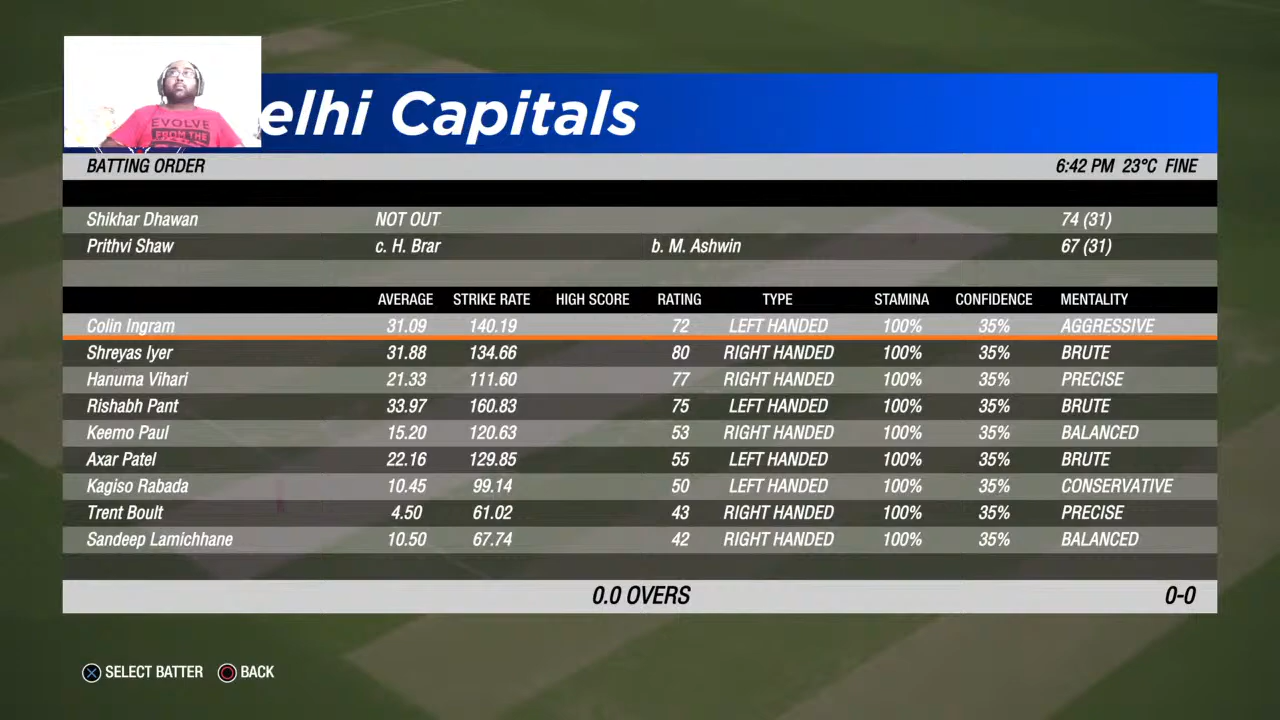 EVOLVE
FROM THE
elhi Capitals
BATTING ORDER 6:42 PM 23°C FINE
Shikhar Dhawan NOT OUT 74 (31)
Prithvi Shaw c. H. Brar b. M. Ashwin 67 (31)
AVERAGE STRIKE RATE HIGH SCORE RATING TYPE STAMINA CONFIDENCE MENTALITY
Colin Ingram 31.09 140.19 72 LEFT HANDED 100% 35% AGGRESSIVE
Shreyas Iyer 31.88 134.66 80 RIGHT HANDED 100% 35% BRUTE
Hanuma Vihari 21.33 111.60 77 RIGHT HANDED 100% 35% PRECISE
Rishabh Pant 33.97 160.83 75 LEFT HANDED 100% 35% BRUTE
Keemo Paul 15.20 120.63 53 RIGHT HANDED 100% 35% BALANCED
Axar Patel 22.16 129.85 55 LEFT HANDED 100% 35% BRUTE
Kagiso Rabada 10.45 99.14 50 LEFT HANDED 100% 35% CONSERVATIVE
Trent Boult 4.50 61.02 43 RIGHT HANDED 100% 35% PRECISE
Sandeep Lamichhane 10.50 67.74 42 RIGHT HANDED 100% 35% BALANCED
0.0 OVERS 0-0
SELECT BATTER BACK